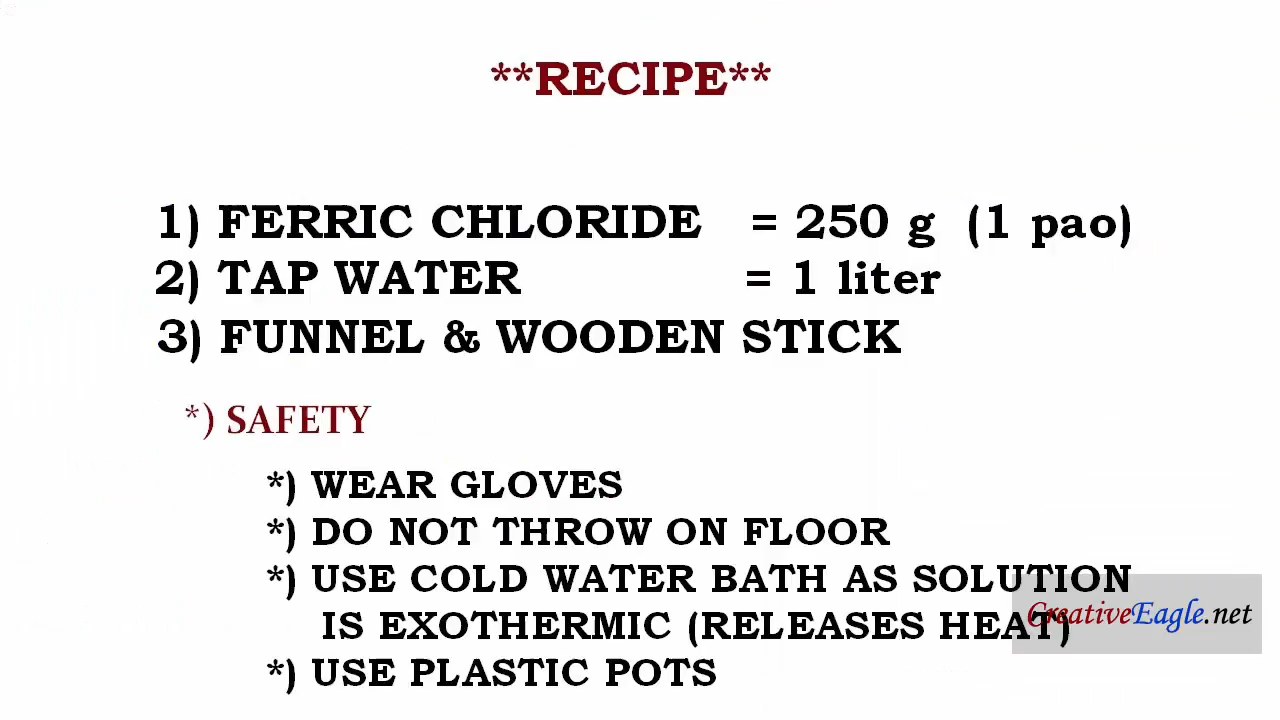 **RECIPE**
1) FERRIC CHLORIDE = 250 g (1 pao)
2) TAP WATER = 1 liter
3) FUNNEL & WOODEN STICK
*) SAFETY
*) WEAR GLOVES
*) DO NOT THROW ON FLOOR
*) USE COLD WATER BATH AS SOLUTION
IS EXOTHERMIC (RELEASES HEAT)
CreativeEagle.net
*) USE PLASTIC POTS